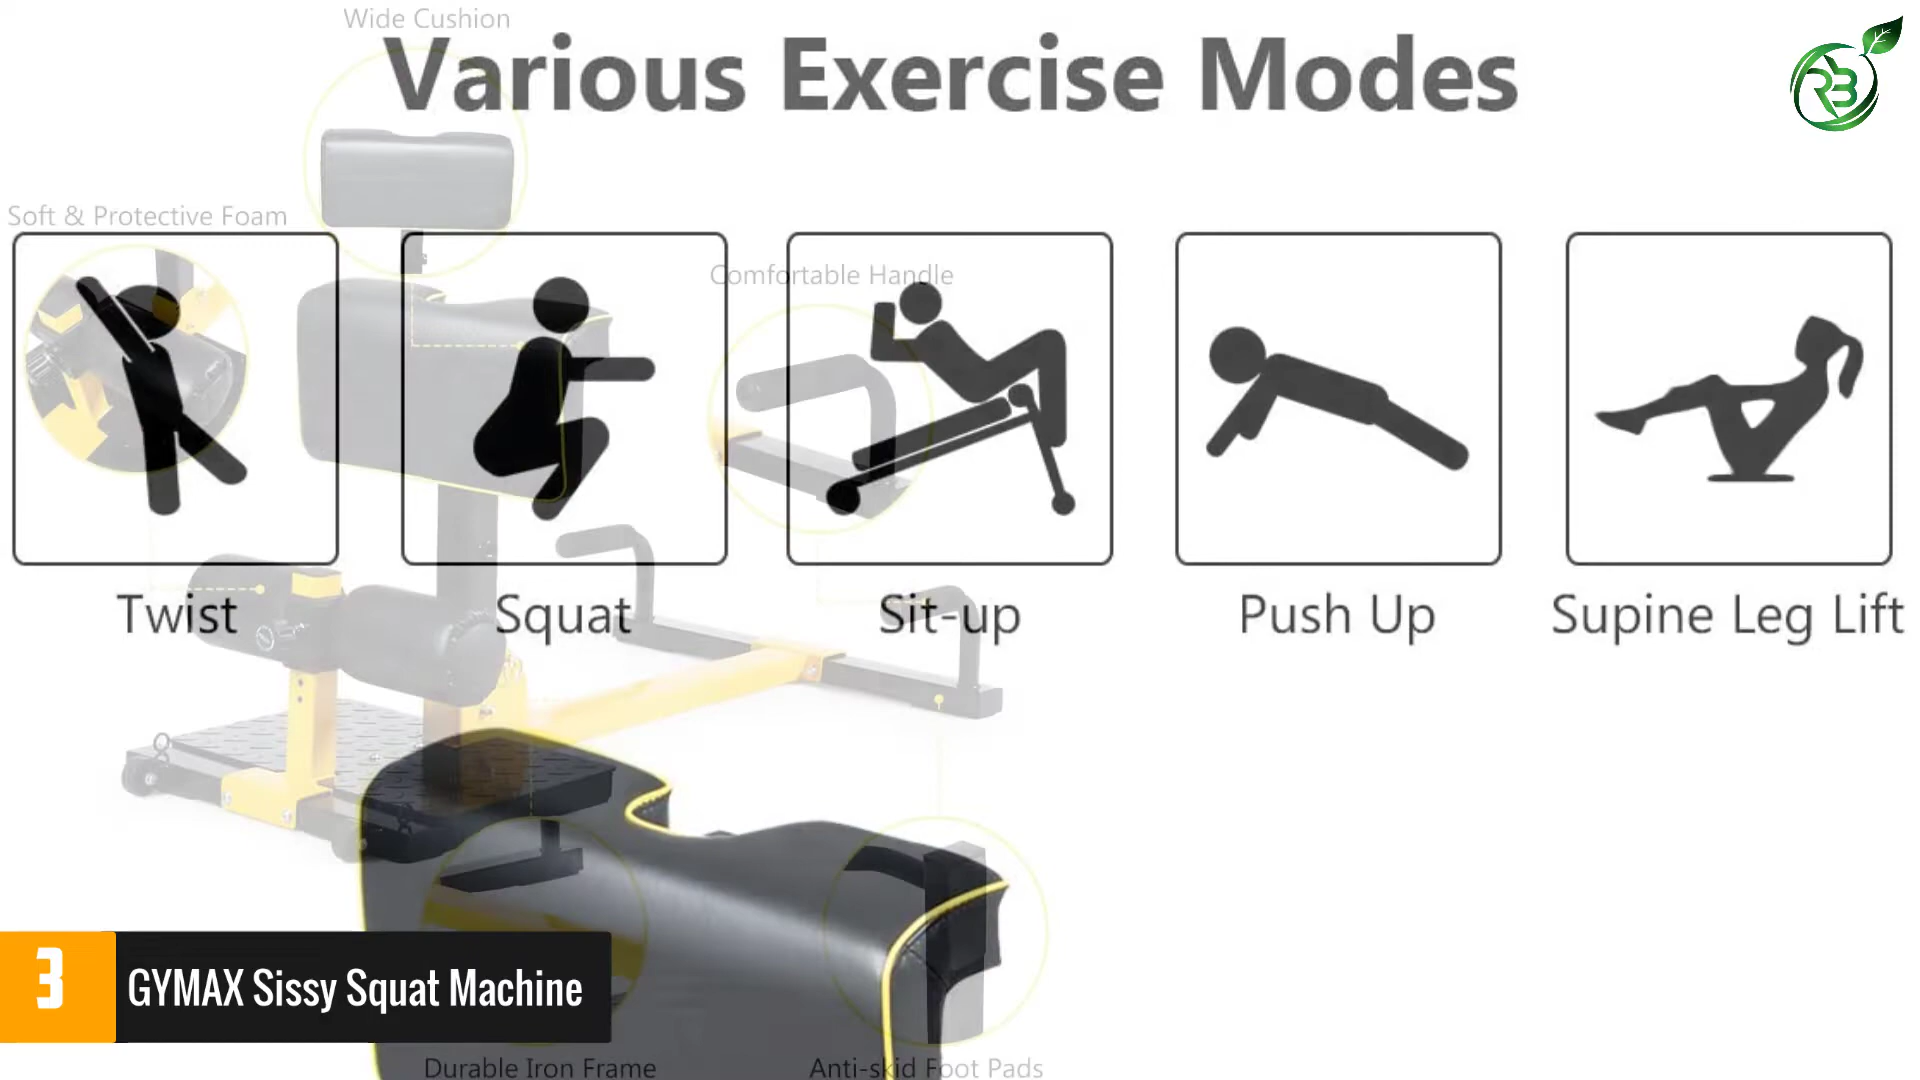 Wide Cushion
Various Exercise Modes
RB
Soft & Protective Foam
Comfortable Handle
Twist
Squat
Sit-up
Push Up
Supine Leg Lift
3
GYMAX Sissy Squat Machine
Durable Iron Frame
Anti-skid Foot Pads